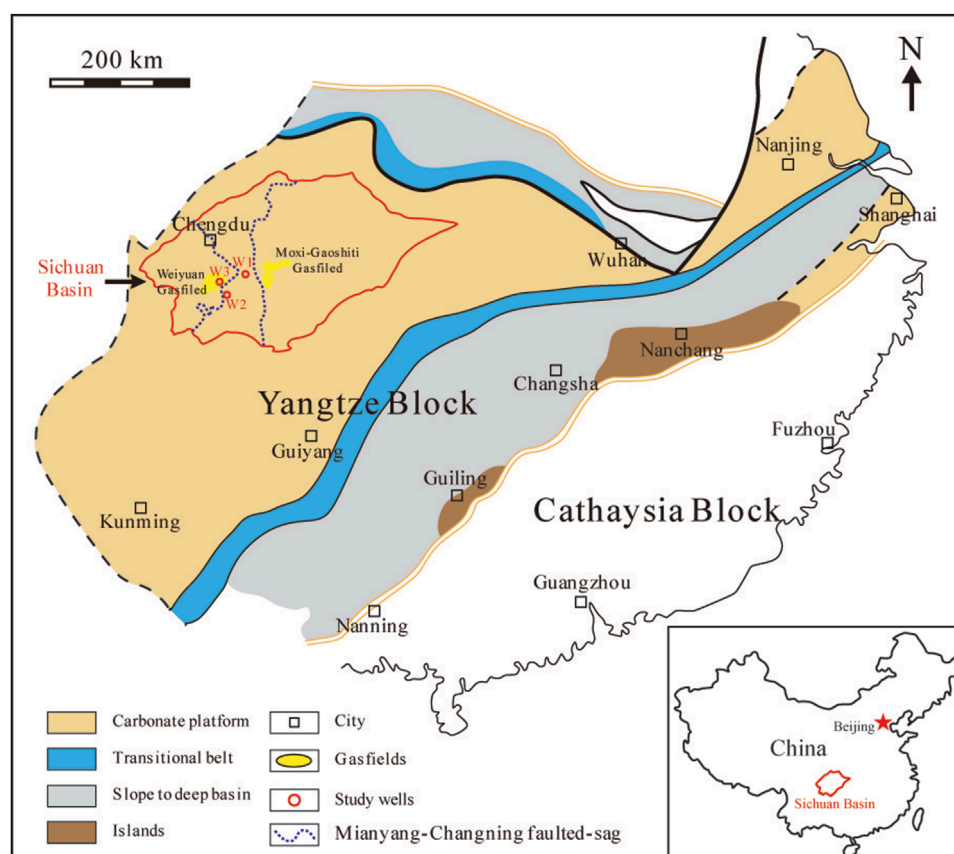 200 km
N
Nanjing
Shanghai
Chengdu
Wuhan
Moxi-Gaoshiti
Gasfiled
Sichuan
Basin
Weiyuan
Gasfiled
W3
W1
W2
Nanchang
Changsha
Yangtze Block
Guiyang
Fuzhou
Guiling
Kunming
Cathaysia Block
Guangzhou
Nanning
Carbonate platform
Transitional belt
Slope to deep basin
Islands
City
Gasfields
Study wells
Mianyang-Changning faulted-sag
Beijing
China
Sichuan Basin